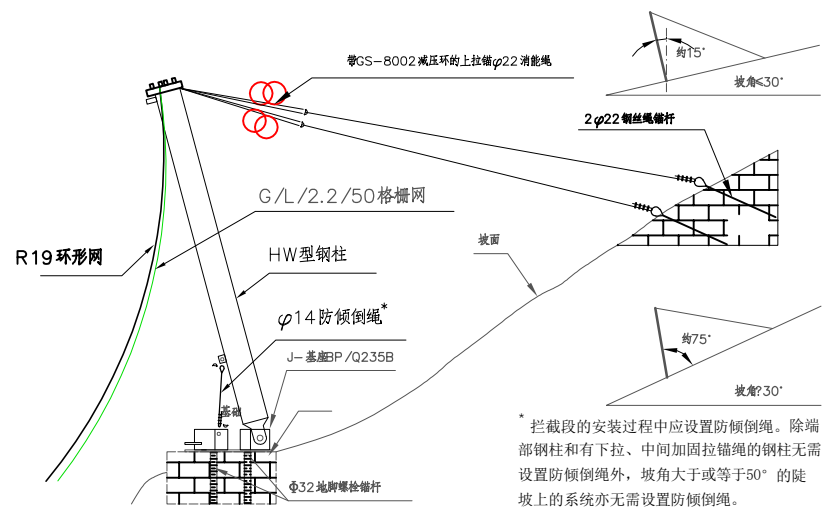 带GS-8002减压环的上拉锚φ22消能绳
约15°
坡角≤30°
2φ22钢丝绳锚杆
G/L/2.2/50格栅网
R19环形网
HW型钢柱
坡面
φ14防倾倒绳*
J-基座BP/Q235B
基础
约75°
坡角?30°
Φ32地脚螺栓锚杆
* 拦截段的安装过程中应设置防倾倒绳。除端
部钢柱和有下拉、中间加固拉锚绳的钢柱无需
设置防倾倒绳外，坡角大于或等于50°的陡
坡上的系统亦无需设置防倾倒绳。